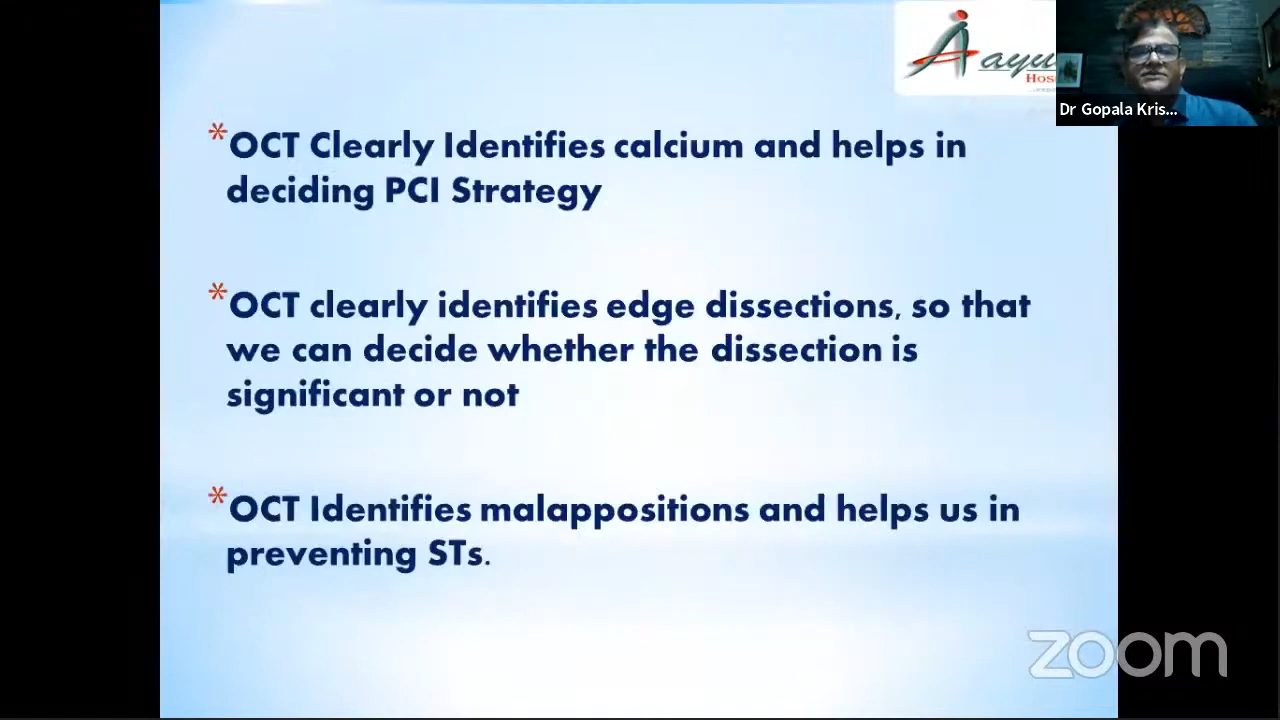 Aayu
Hos
Dr Gopala Kris...
*OCT Clearly Identifies calcium and helps in
deciding PCI Strategy
*OCT clearly identifies edge dissections, so that
we can decide whether the dissection is
significant or not
*OCT Identifies malappositions and helps us in
preventing STs.
zoom